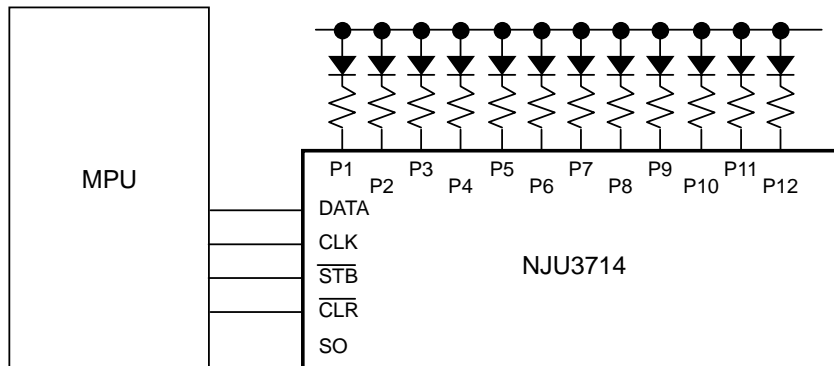 MPU
P1 P3 P5 P7 P9 P11
P2 P4 P6 P8 P10 P12
DATA
CLK
STB
CLR
SO
NJU3714